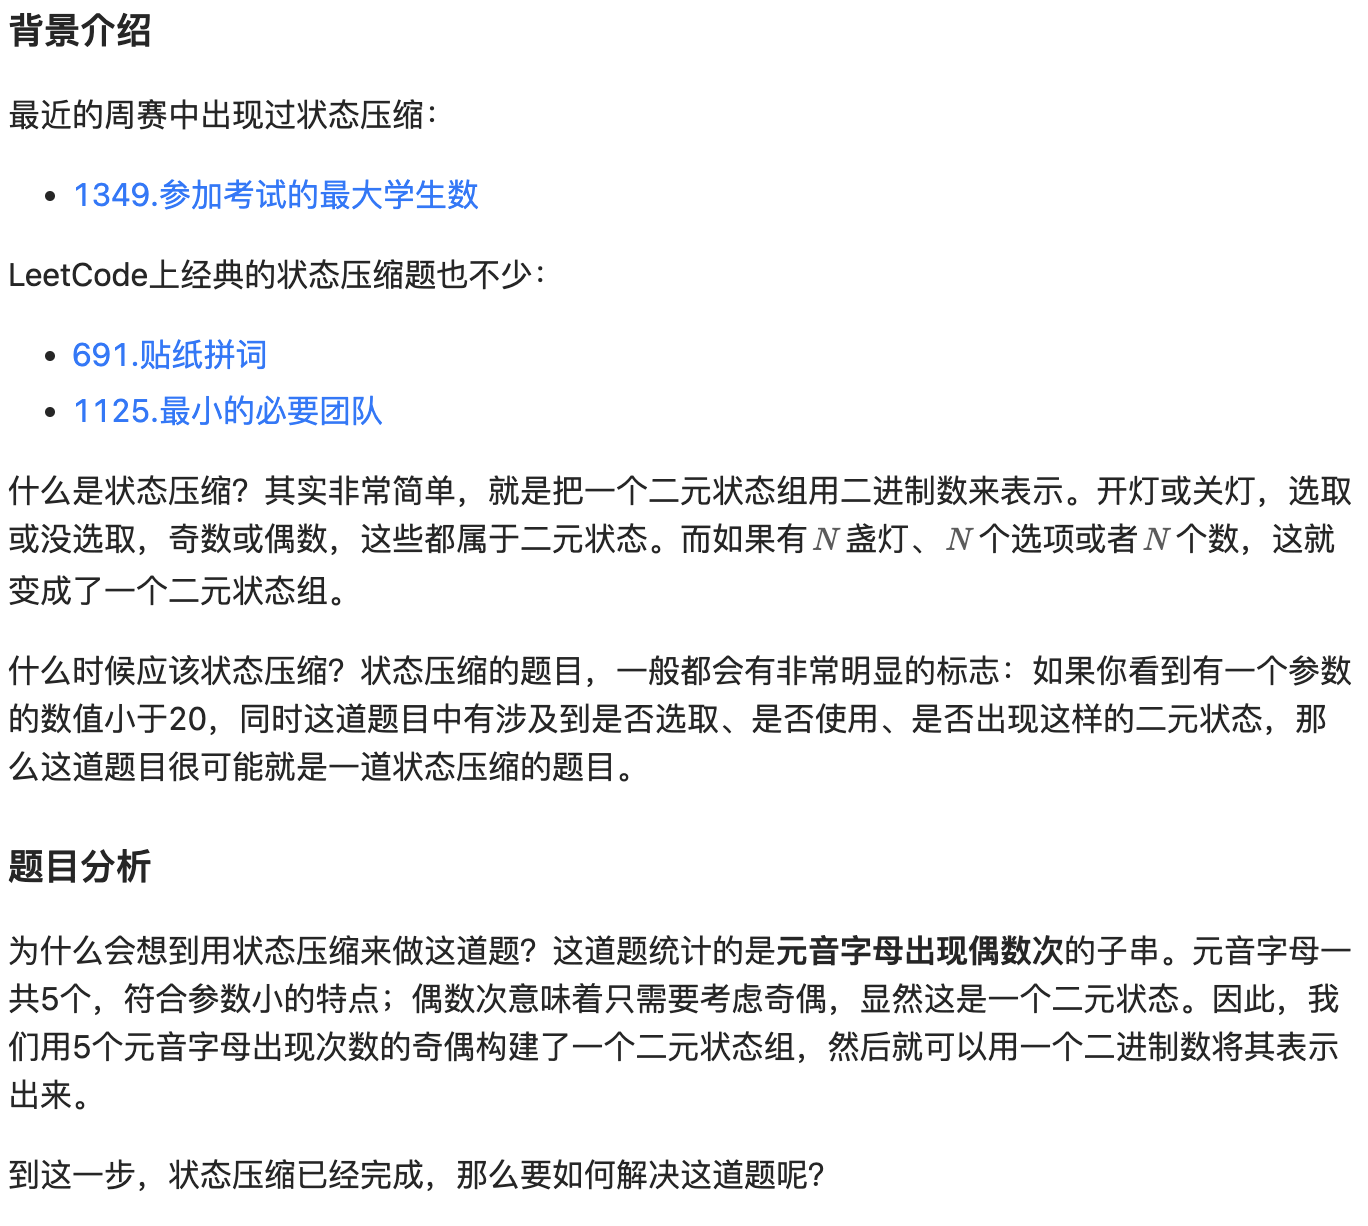 背景介绍
最近的周赛中出现过状态压缩：
• 1349.参加考试的最大学生数
LeetCode上经典的状态压缩题也不少：
• 691.贴纸拼词
• 1125.最小的必要团队
什么是状态压缩？其实非常简单，就是把一个二元状态组用二进制数来表示。开灯或关灯，选取
或没选取，奇数或偶数，这些都属于二元状态。而如果有N盏灯、N个选项或者N个数，这就
变成了一个二元状态组。
什么时候应该状态压缩？状态压缩的题目，一般都会有非常明显的标志：如果你看到有一个参数
的数值小于20，同时这道题目中有涉及到是否选取、是否使用、是否出现这样的二元状态，那
么这道题目很可能就是一道状态压缩的题目。
题目分析
为什么会想到用状态压缩来做这道题？这道题统计的是元音字母出现偶数次的子串。元音字母一
共5个，符合参数小的特点；偶数次意味着只需要考虑奇偶，显然这是一个二元状态。因此，我
们用5个元音字母出现次数的奇偶构建了一个二元状态组，然后就可以用一个二进制数将其表示
出来。
到这一步，状态压缩已经完成，那么要如何解决这道题呢？